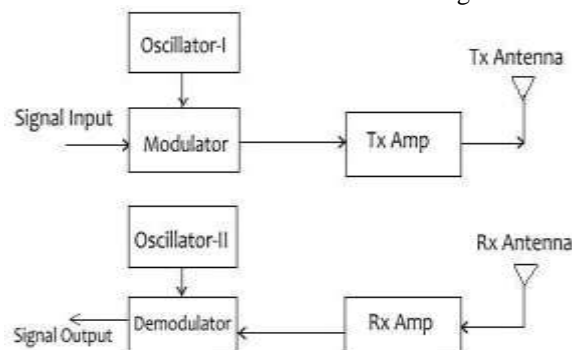 Oscillator-I
Tx Antenna
Signal Input
Modulator
Tx Amp
Oscillator-II
Rx Antenna
Signal Output
Demodulator
Rx Amp